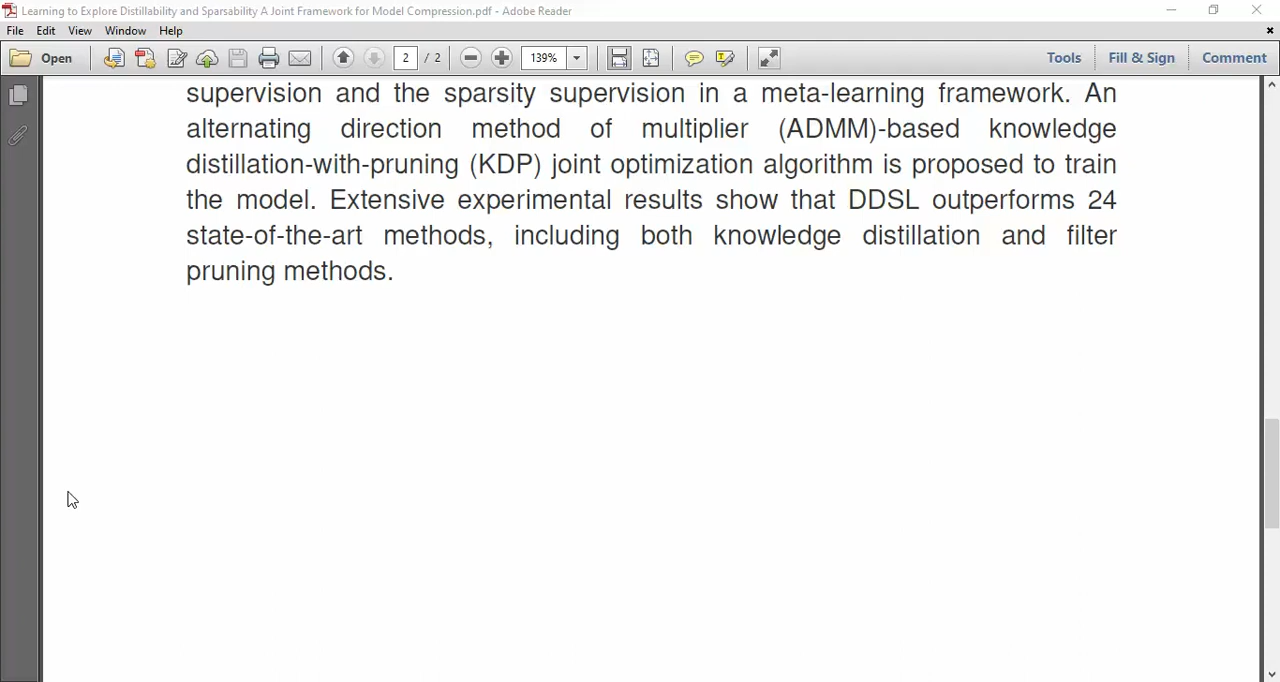 Learning to Explore Distillability and Sparsability A Joint Framework for Model Compression.pdf - Adobe Reader
File Edit View Window Help
Open 2 / 2 139% Tools Fill & Sign Comment
supervision and the sparsity supervision in a meta-learning framework. An
alternating direction method of multiplier (ADMM)-based knowledge
distillation-with-pruning (KDP) joint optimization algorithm is proposed to train
the model. Extensive experimental results show that DDSL outperforms 24
state-of-the-art methods, including both knowledge distillation and filter
pruning methods.